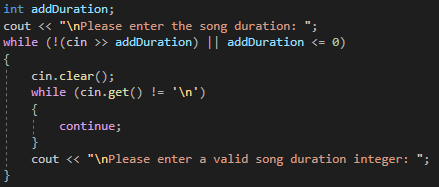 int addDuration;
cout << "\nPlease enter the song duration: ";
while (!(cin >> addDuration) || addDuration <= 0)
{
    cin.clear();
    while (cin.get() != '\n')
    {
        continue;
    }
    cout << "\nPlease enter a valid song duration integer: ";
}